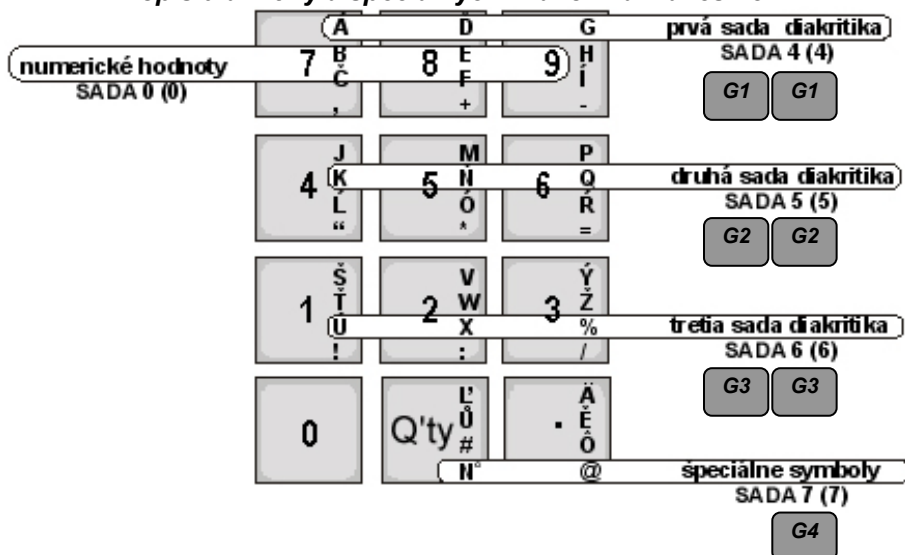 Á Ď G prvá sada diakritika
SADA 4 (4)
numerické hodnoty 7 B 8 É 9 H
SADA 0 (0)
Č F Í
G1 G1
, + -
J M P
4 K 5 Ň 6 Q druhá sada diakritika
SADA 5 (5)
Ĺ Ó Ŕ
“ * =
G2 G2
Š V Ý
1 Ť 2 W 3 Ž
Ú X % tretia sada diakritika
SADA 6 (6)
! : /
G3 G3
Ľ Ä
0 Q'ty Ů . Ě
# Ô
N° @ špeciálne symboly
SADA 7 (7)
G4